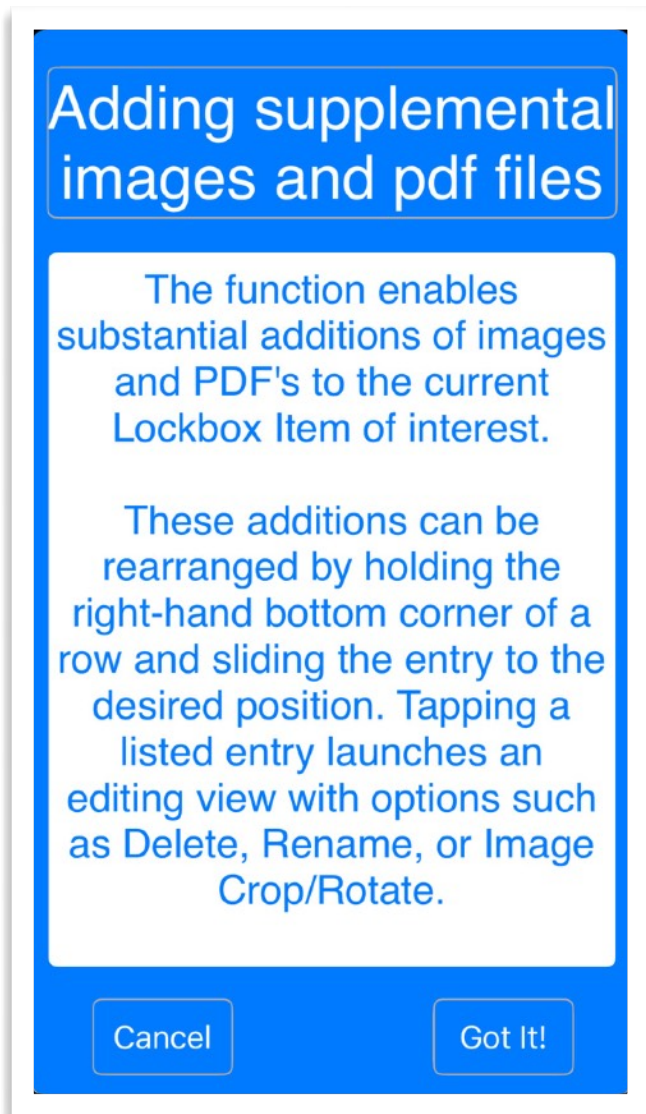 Adding supplemental
images and pdf files
The function enables
substantial additions of images
and PDF's to the current
Lockbox Item of interest.
These additions can be
rearranged by holding the
right-hand bottom corner of a
row and sliding the entry to the
desired position. Tapping a
listed entry launches an
editing view with options such
as Delete, Rename, or Image
Crop/Rotate.
Cancel
Got It!